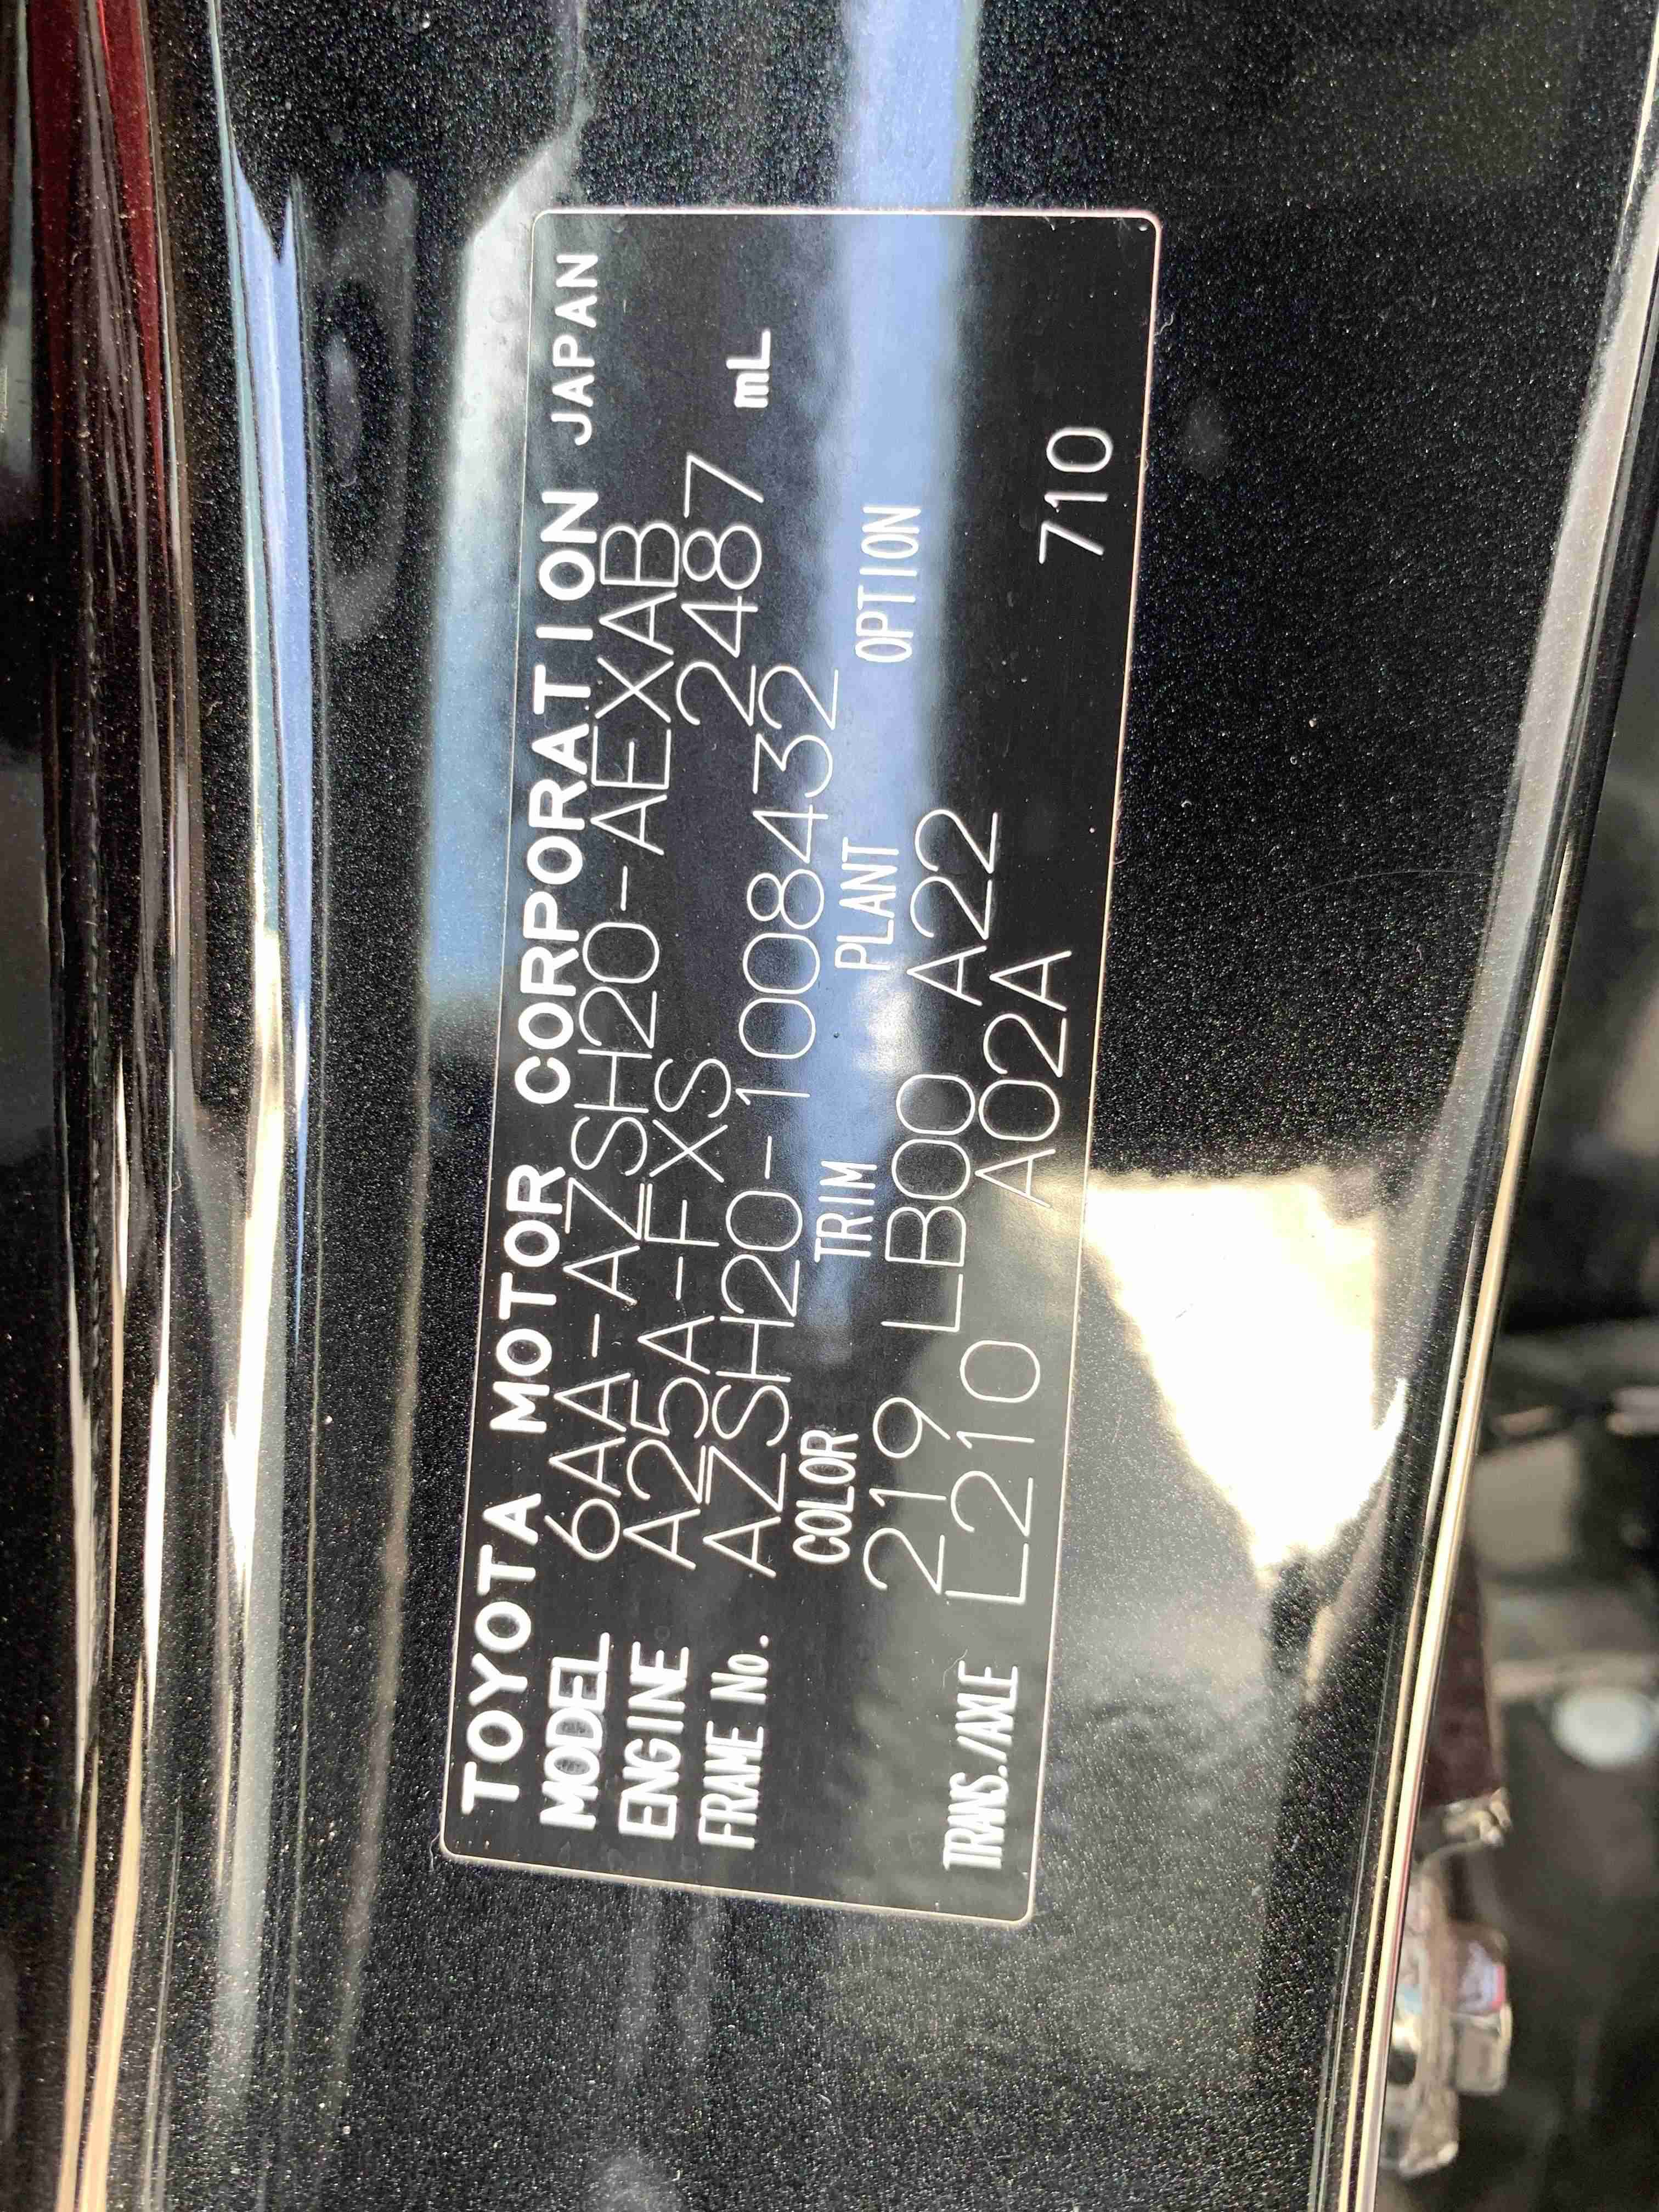 TOYOTA MOTOR CORPORATION JAPAN
MODEL 6AA-AZSH20-AEXAB
ENGINE A25A-FXS 2487 mL
FRAME No. AZSH20-1008432
COLOR TRIM PLANT OPTION
219 LB00 A22
TRANS./AXLE L210 A02A 710